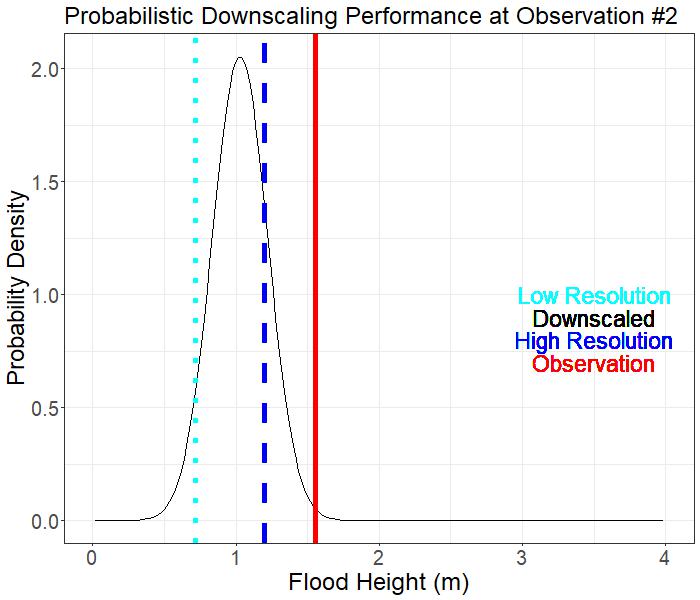 Probabilistic Downscaling Performance at Observation #2
Probability Density
2.0
1.5
1.0
0.5
0.0
Low Resolution
Downscaled
High Resolution
Observation
0 1 2 3 4
Flood Height (m)